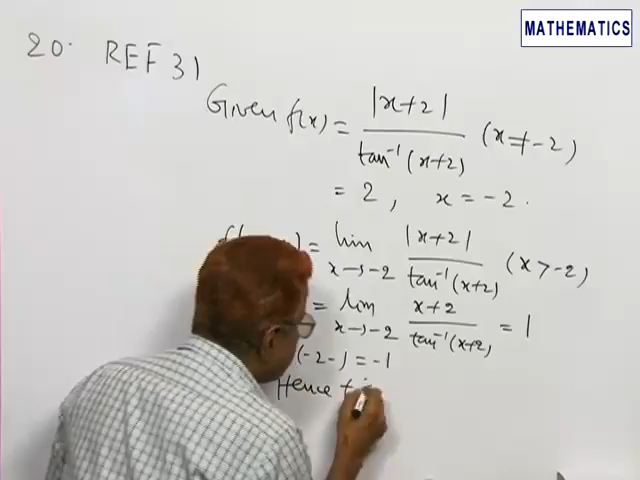 MATHEMATICS
20. REF 31
Given f(x) = |x+2| / tan⁻¹(x+2) (x ≠ -2)
= 2, x = -2.
) = lim x→-2 |x+2| / tan⁻¹(x+2) (x > -2)
= lim x→-2 x+2 / tan⁻¹(x+2) = 1
(-2-) = -1
Hence